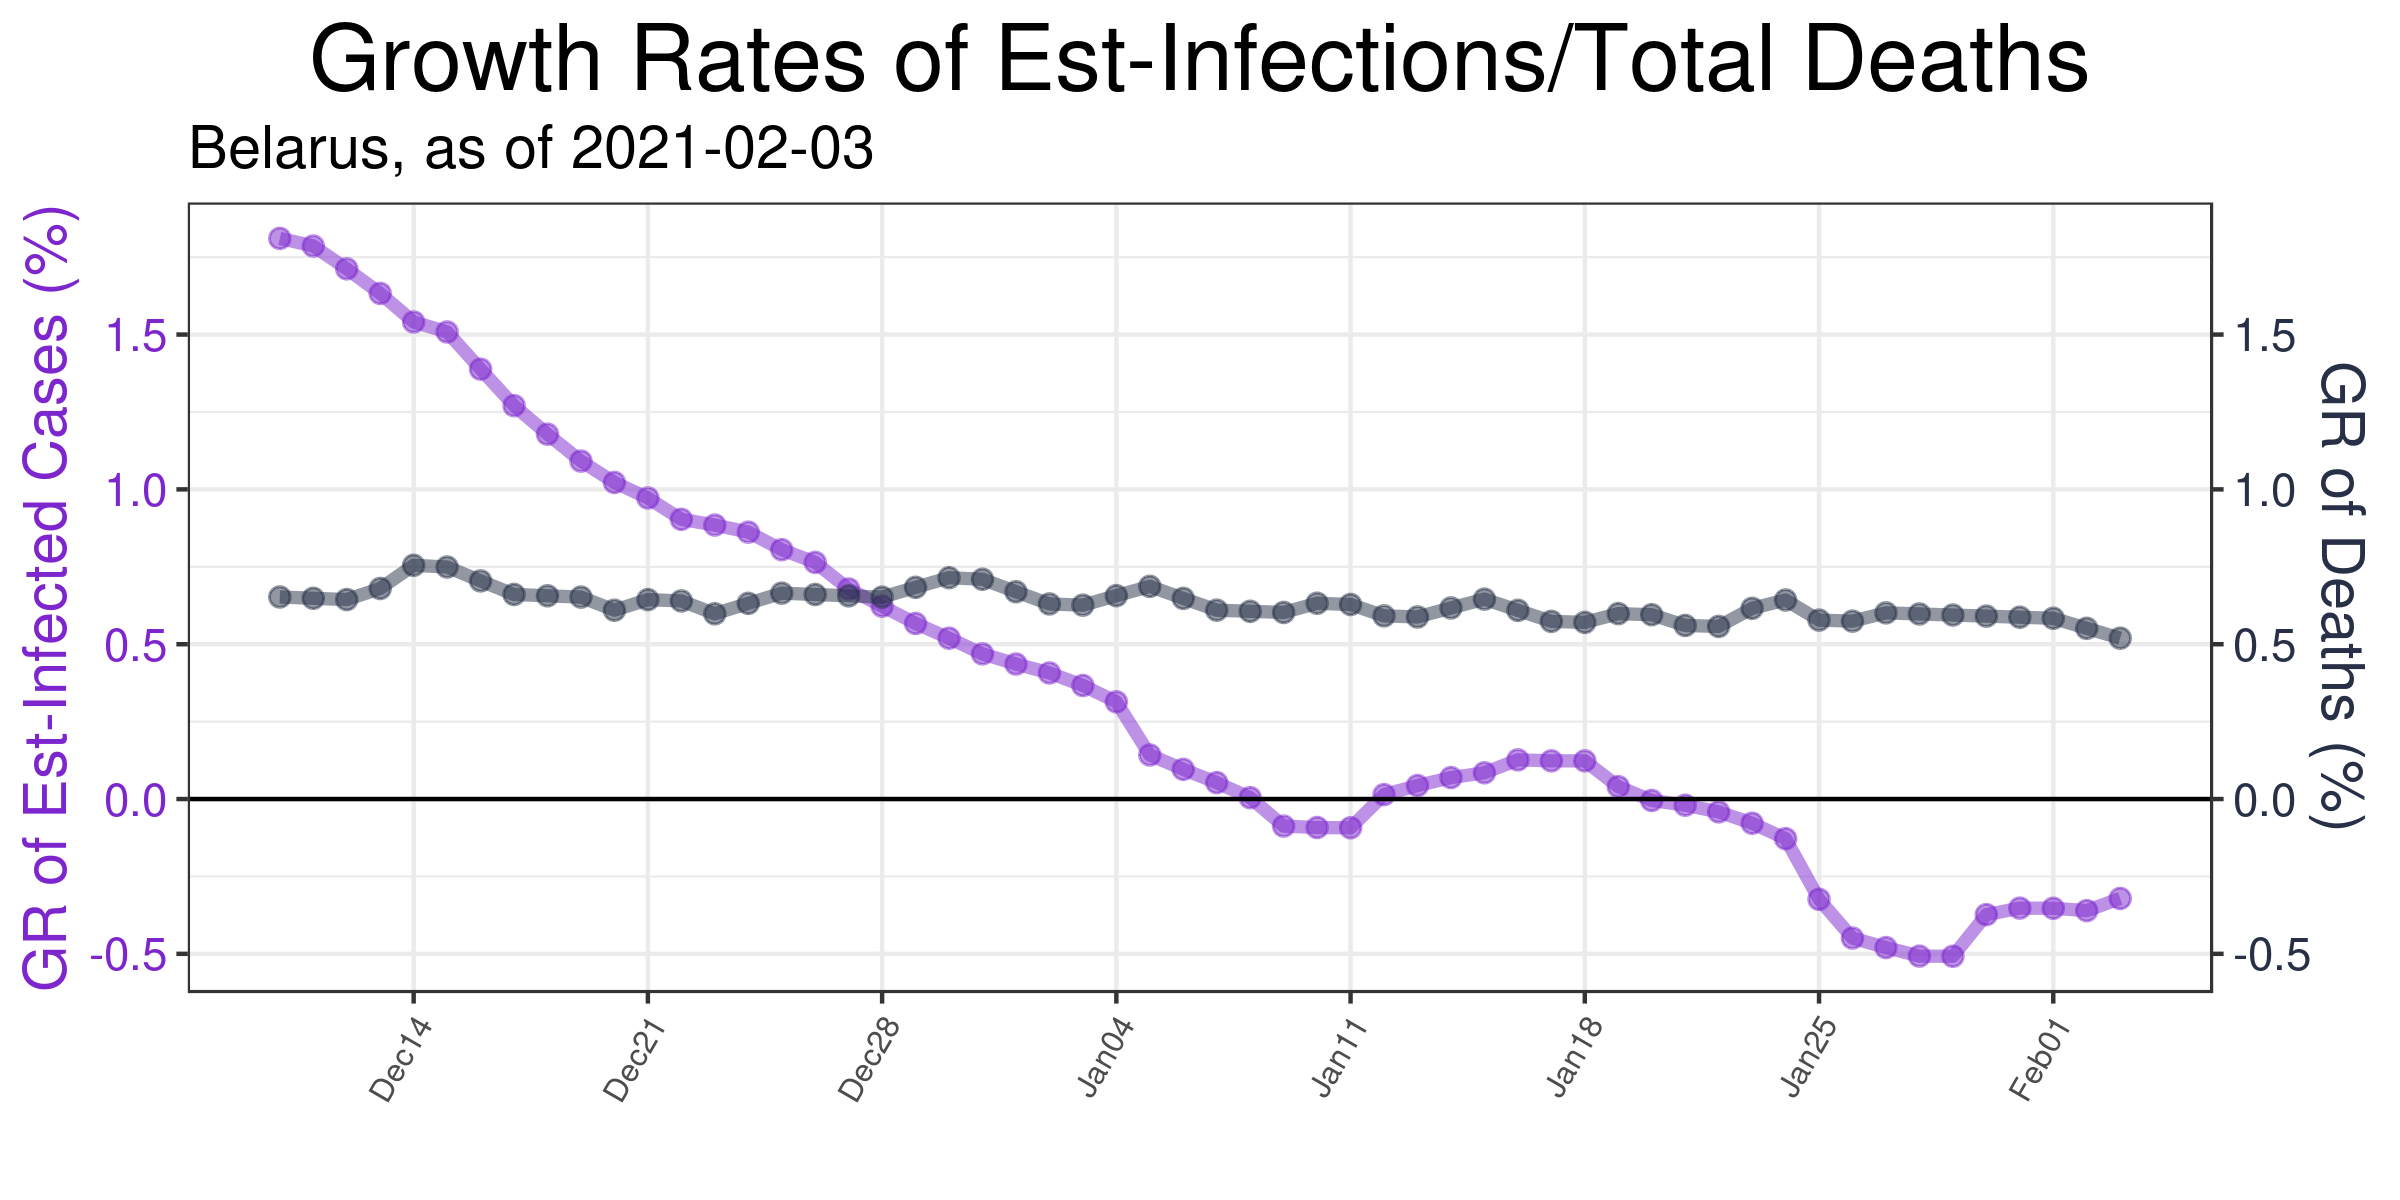 Growth Rates of Est-Infections/Total Deaths
Belarus, as of 2021-02-03
GR of Est-Infected Cases (%)
1.5
1.0
0.5
0.0
-0.5
1.5
1.0
0.5
0.0
-0.5
GR of Deaths (%)
Dec14
Dec21
Dec28
Jan04
Jan11
Jan18
Jan25
Feb01